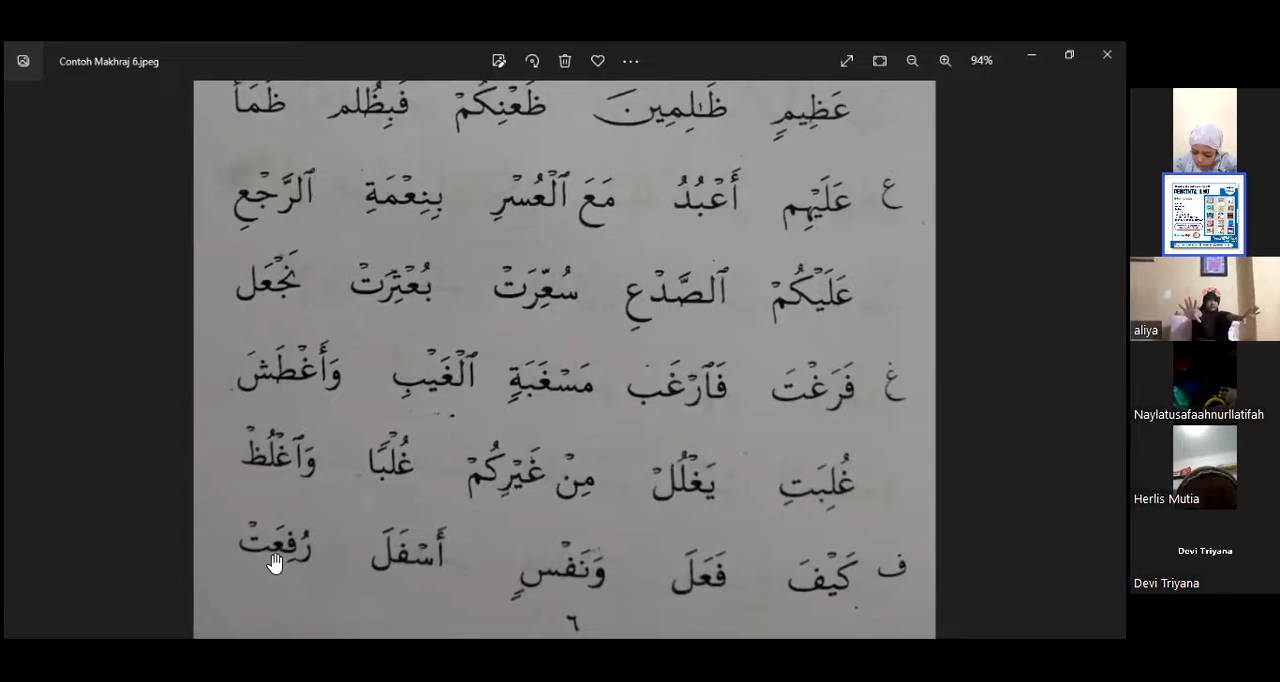 Contoh Makhraj 6.jpeg
94%
عَظِيمٍ ظَـٰلِمِينَ ظَعْنِكُمْ فَبِظُلْم ظَمَأ
ع عَلَيْهِم أَعْبُدُ مَعَ ٱلْعُسْرِ بِنِعْمَةِ ٱلرَّجْعِ
عَلَيْكُمْ ٱلصَّدْعِ سُعِّرَتْ بُعْثِرَتْ نَجْعَل
غ فَرَغْتَ فَٱرْغَب مَسْغَبَةٍ ٱلْغَيْبِ وَأَغْطَشَ
غُلِبَتِ يَغْلُلْ مِنْ غَيْرِكُمْ غُلْبًا وَٱغْلُظْ
ف كَيْفَ فَعَلَ وَنَفْسٍ أَسْفَلَ رُفِعَتْ
٦
aliya
Naylatusafaahnurllatifah
Herlis Mutia
Devi Triyana
Devi Triyana